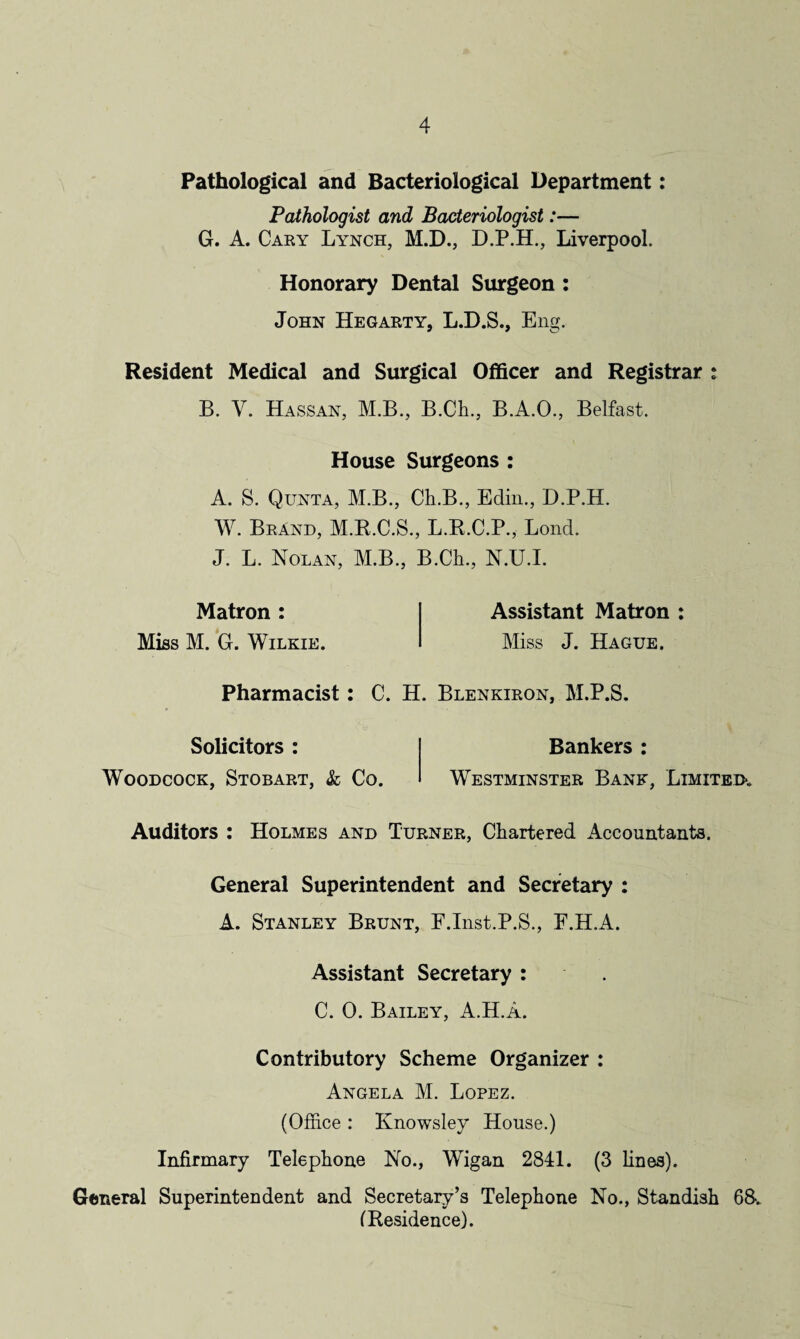 4
Pathological and Bacteriological Department :
Pathologist and Bacteriologist :—
G. A. Cary Lynch, M.D., D.P.H., Liverpool.
Honorary Dental Surgeon :
John Hegarty, L.D.S., Eng.
Resident Medical and Surgical Officer and Registrar :
B. V. Hassan, M.B., B.Ch., B.A.O., Belfast.
House Surgeons :
A. S. Qunta, M.B., Ch.B., Edin., D.P.H.
W. Brand, M.R.C.S., L.R.C.P., Lond.
J. L. Nolan, M.B., B.Ch., N.U.I.
Matron :
Miss M. G. Wilkie.
Assistant Matron :
Miss J. Hague.
Pharmacist : C. H. Blenkiron, M.P.S.
Solicitors :
Woodcock, Stobart, & Co.
Bankers :
Westminster Bank, Limited.
Auditors : Holmes and Turner, Chartered Accountants.
General Superintendent and Secretary :
A. Stanley Brunt, F.Inst.P.S., F.H.A.
Assistant Secretary :
C. O. Bailey, A.H.A.
Contributory Scheme Organizer :
Angela M. Lopez.
(Office : Knowsley House.)
Infirmary Telephone No., Wigan 2841. (3 lines).
General Superintendent and Secretary's Telephone No., Standish 68.
(Residence).